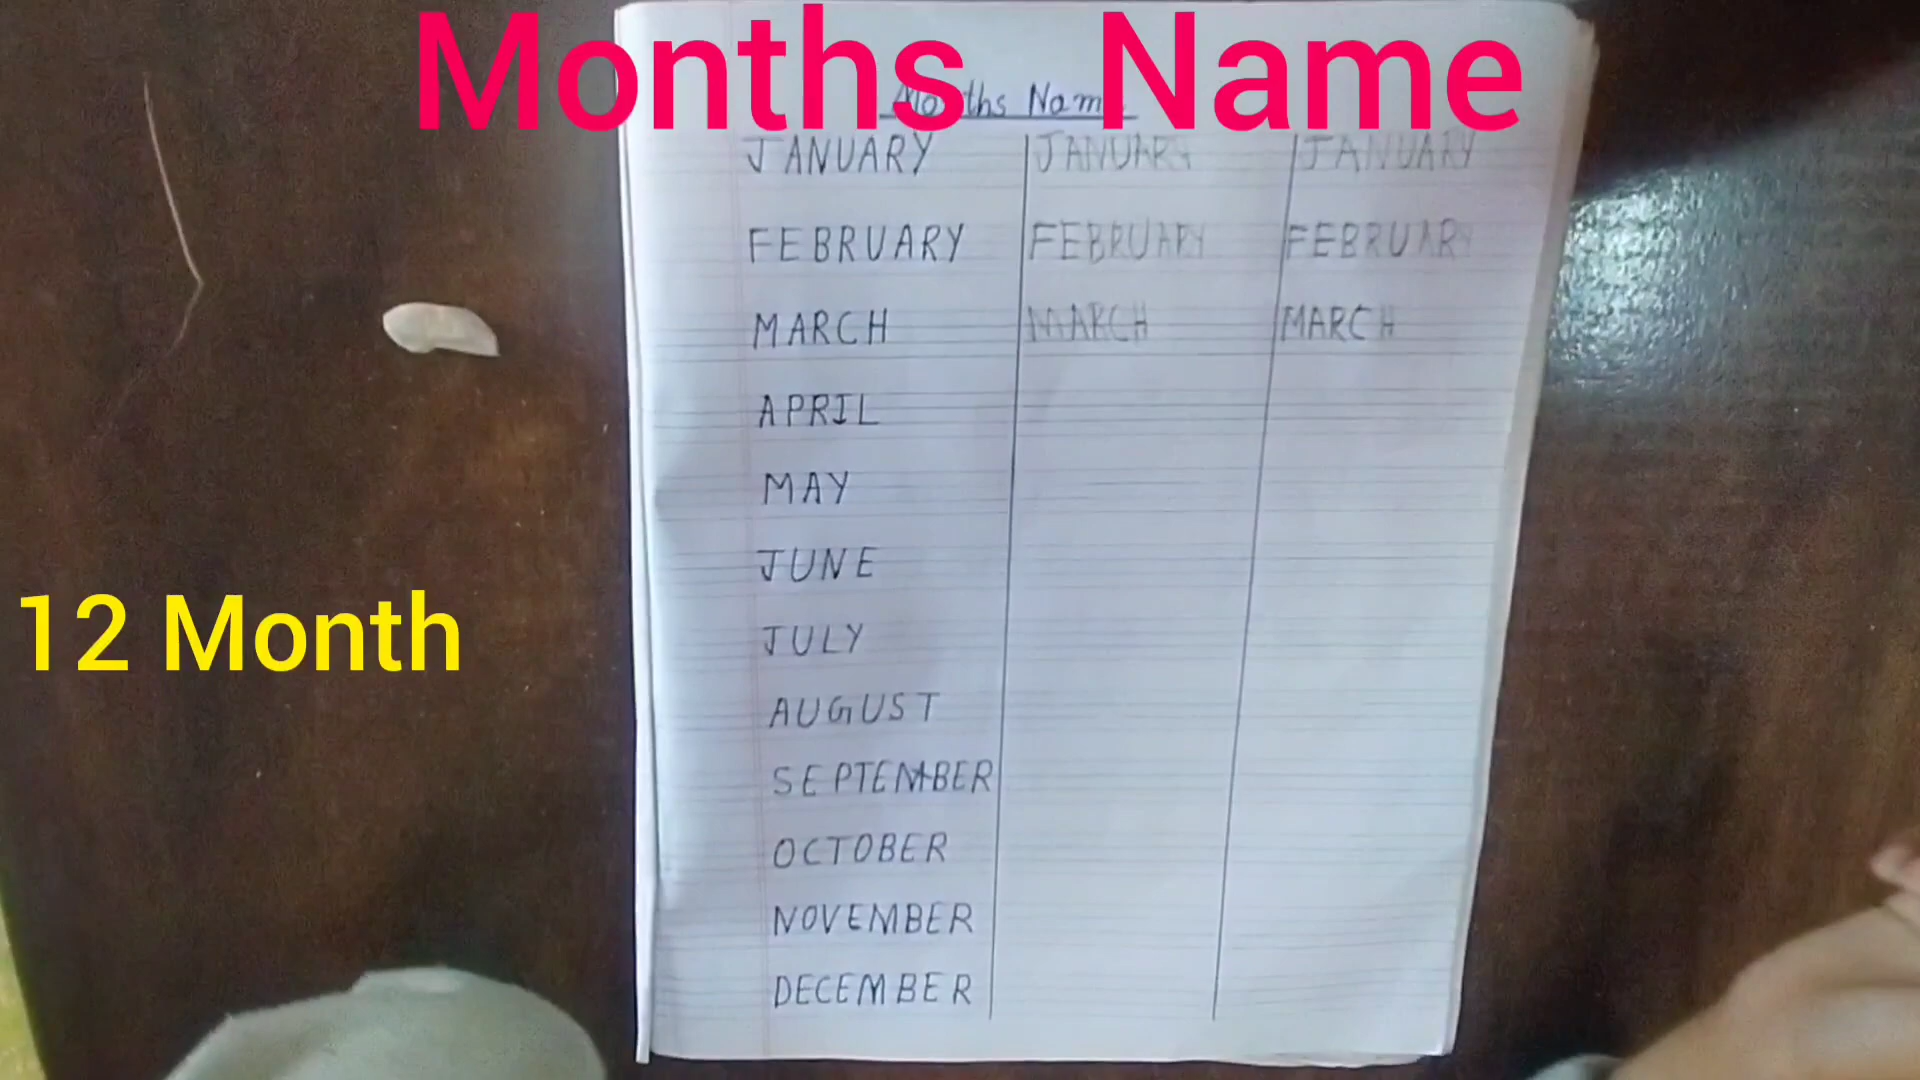 Months Name
Months Name
JANUARY JANUARY JANUARY
FEBRUARY FEBRUARY FEBRUARY
MARCH MARCH MARCH
APRIL
MAY
JUNE
12 Month
JULY
AUGUST
SEPTEMBER
OCTOBER
NOVEMBER
DECEMBER